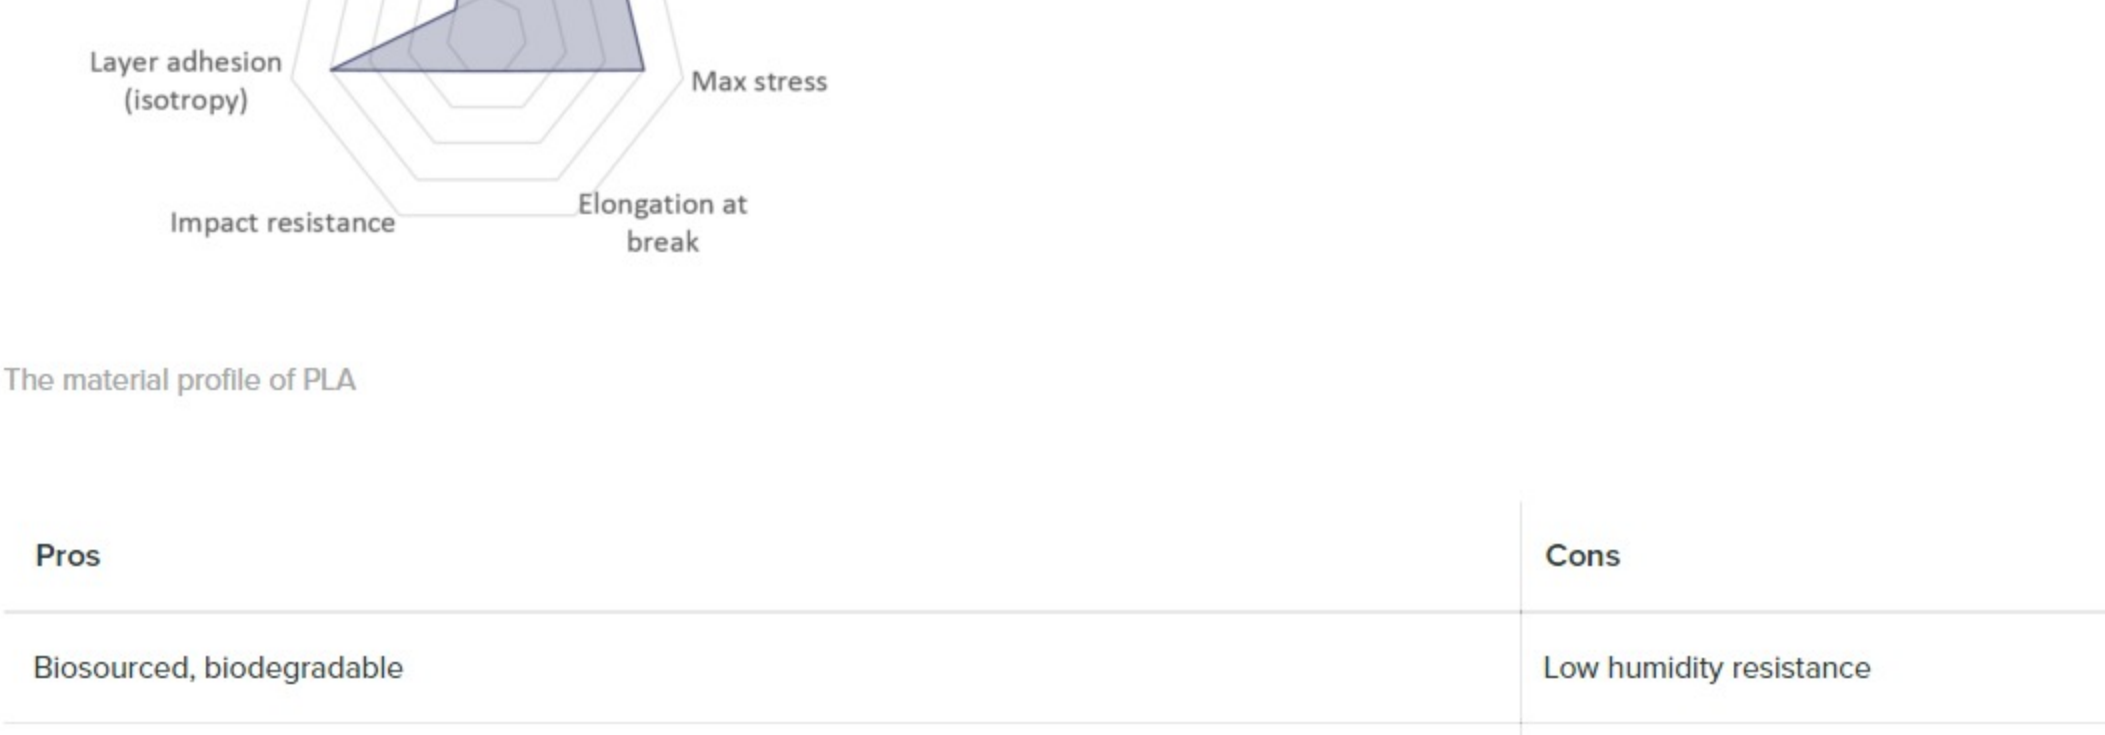 Layer adhesion
(isotropy)
Max stress
Impact resistance
Elongation at
break
The material profile of PLA
Pros
Cons
Biosourced, biodegradable
Low humidity resistance